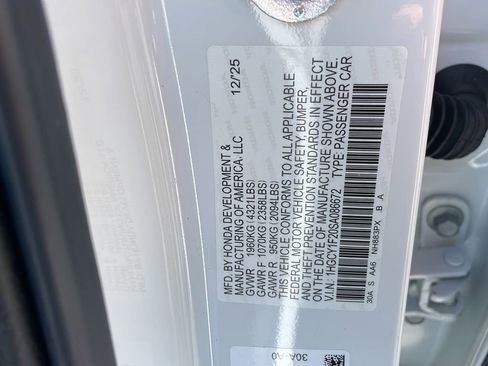 MFD. BY HONDA DEVELOPMENT & 12/25
MANUFACTURING OF AMERICA, LLC
GVWR 1960KG(4321LBS)
GAWR F 1070KG(2358LBS)
GAWR R 950KG(2094LBS)
THIS VEHICLE CONFORMS TO ALL APPLICABLE
FEDERAL MOTOR VEHICLE SAFETY, BUMPER,
AND THEFT PREVENTION STANDARDS IN EFFECT
ON THE DATE OF MANUFACTURE SHOWN ABOVE.
V.I.N: 1HGCY1F20SA086672 TYPE: PASSENGER CAR
30A S AA6 NH883PX B A
30A-A0